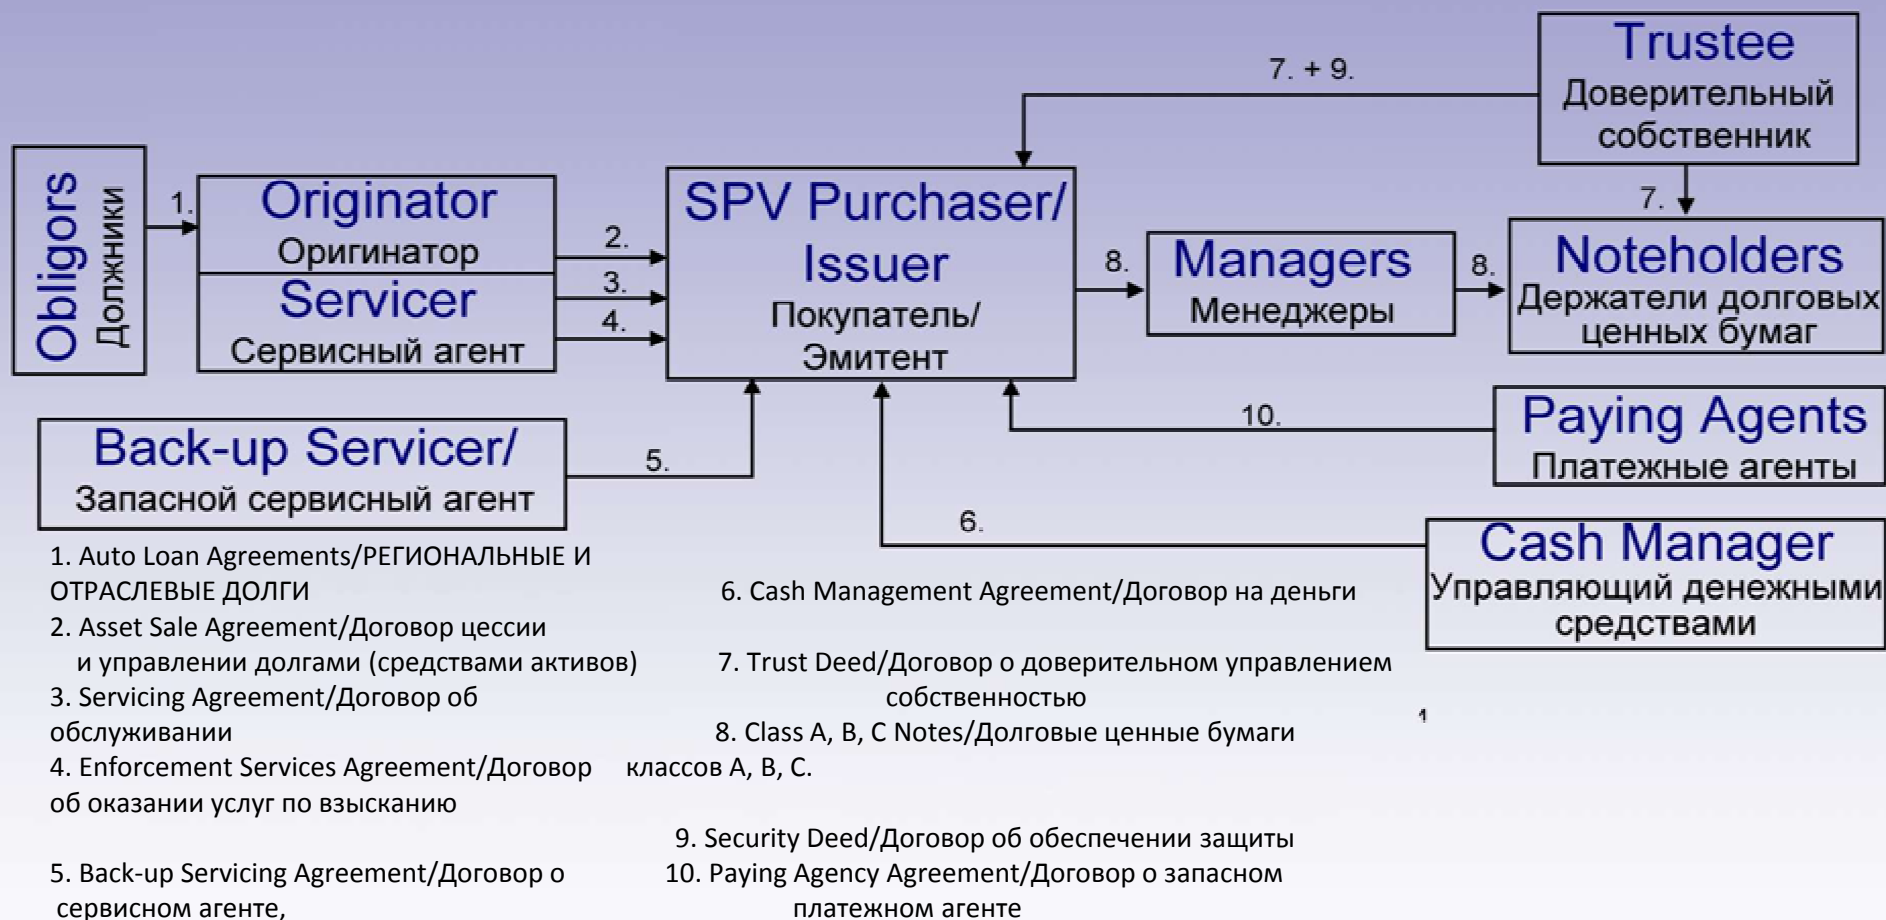 Trustee
Доверительный
собственник
7. + 9.
7.
Obligors
Должники
1.
Originator
Оригинатор
Servicer
Сервисный агент
2.
3.
4.
SPV Purchaser/
Issuer
Покупатель/
Эмитент
8.
Managers
Менеджеры
8.
Noteholders
Держатели долговых
ценных бумаг
Back-up Servicer/
Запасной сервисный агент
5.
10.
Paying Agents
Платежные агенты
6.
Cash Manager
Управляющий денежными
средствами
1. Auto Loan Agreements/РЕГИОНАЛЬНЫЕ И
ОТРАСЛЕВЫЕ ДОЛГИ
2. Asset Sale Agreement/Договор цессии
и управлении долгами (средствами активов)
3. Servicing Agreement/Договор об
обслуживании
4. Enforcement Services Agreement/Договор
об оказании услуг по взысканию
5. Back-up Servicing Agreement/Договор о
сервисном агенте,
6. Cash Management Agreement/Договор на деньги
7. Trust Deed/Договор о доверительном управлением
собственностью
8. Class A, B, C Notes/Долговые ценные бумаги
классов А, В, С.
9. Security Deed/Договор об обеспечении защиты
10. Paying Agency Agreement/Договор о запасном
платежном агенте